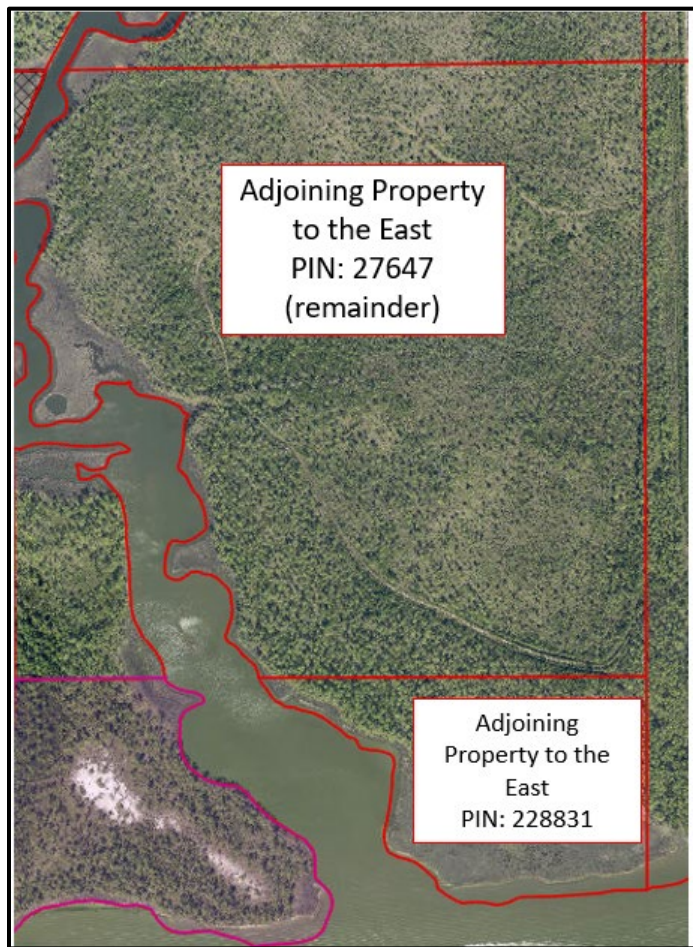 Adjoining Property
to the East
PIN: 27647
(remainder)
Adjoining
Property to the
East
PIN: 228831